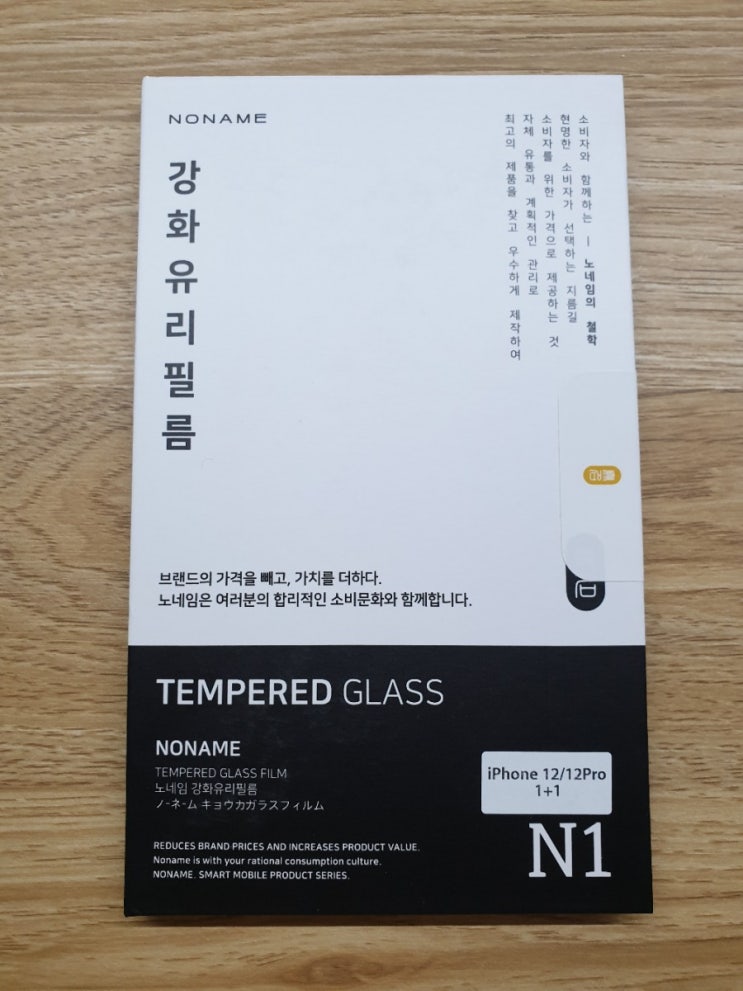 NONAME
강화유리필름
소비자와 함께하는 | 노네임의 철학
현명한 소비자가 선택하는 지름길
소비자를 위한 가격으로 제공하는 것
자체 유통과 계획적인 관리로
최고의 제품을 찾고 우수하게 제작하여
브랜드의 가격을 빼고, 가치를 더하다.
노네임은 여러분의 합리적인 소비문화와 함께합니다.
TEMPERED GLASS
NONAME
TEMPERED GLASS FILM
노네임 강화유리필름
ノーネーム キョウカガラスフィルム
iPhone 12/12Pro
1+1
N1
REDUCES BRAND PRICES AND INCREASES PRODUCT VALUE.
Noname is with your rational consumption culture.
NONAME. SMART MOBILE PRODUCT SERIES.